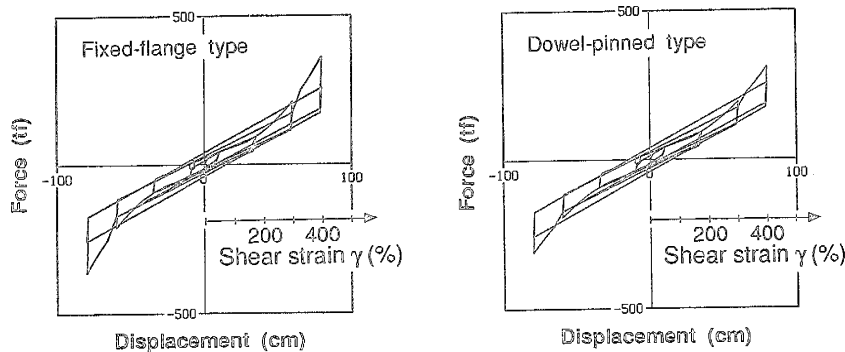 500
Fixed-flange type
Force (tf)
-100
0
100
200 400
Shear strain γ (%)
-500
Displacement (cm)
500
Dowel-pinned type
Force (tf)
-100
0
100
200 400
Shear strain γ (%)
-500
Displacement (cm)